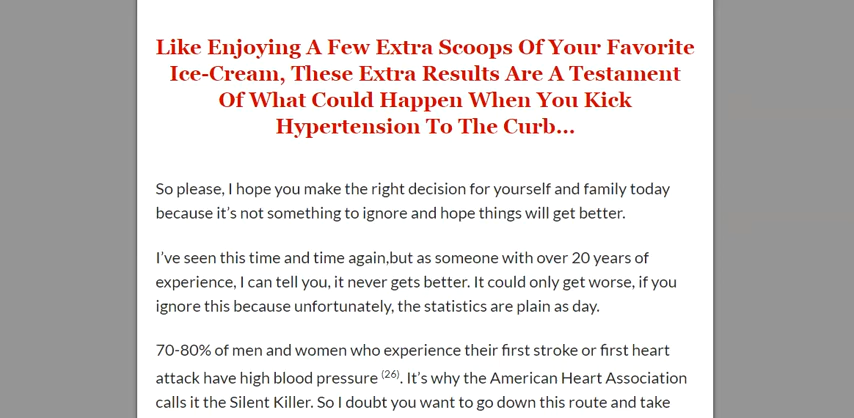 Like Enjoying A Few Extra Scoops Of Your Favorite
Ice-Cream, These Extra Results Are A Testament
Of What Could Happen When You Kick
Hypertension To The Curb...
So please, I hope you make the right decision for yourself and family today
because it's not something to ignore and hope things will get better.
I've seen this time and time again,but as someone with over 20 years of
experience, I can tell you, it never gets better. It could only get worse, if you
ignore this because unfortunately, the statistics are plain as day.
70-80% of men and women who experience their first stroke or first heart
attack have high blood pressure (26). It's why the American Heart Association
calls it the Silent Killer. So I doubt you want to go down this route and take